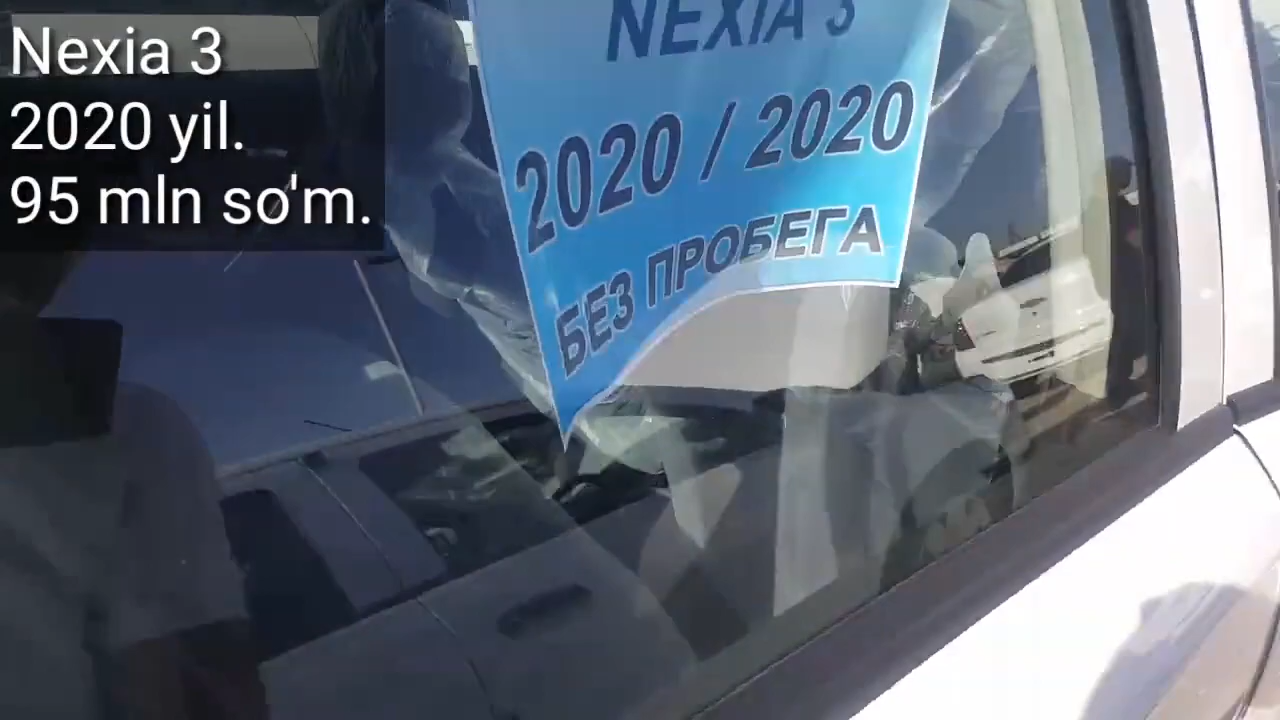 Nexia 3
2020 yil.
95 mln so'm.
NEXIA 3
2020 / 2020
БЕЗ ПРОБЕГА